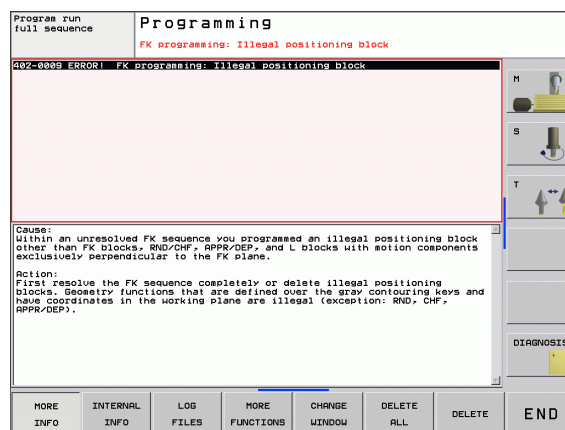 Program run
full sequence
Programming
FK programming: Illegal positioning block
402-0009 ERROR! FK programming: Illegal positioning block
M
S
T
Cause:
Within an unresolved FK sequence you programmed an illegal positioning block
other than FK blocks, RND/CHF, APPR/DEP, and L blocks with motion components
exclusively perpendicular to the FK plane.
Action:
First resolve the FK sequence completely or delete illegal positioning
blocks. Geometry functions that are defined over the gray contouring keys and
have coordinates in the working plane are illegal (exception: RND, CHF,
APPR/DEP).
DIAGNOSIS
MORE
INFO
INTERNAL
INFO
LOG
FILES
MORE
FUNCTIONS
CHANGE
WINDOW
DELETE
ALL
DELETE
END